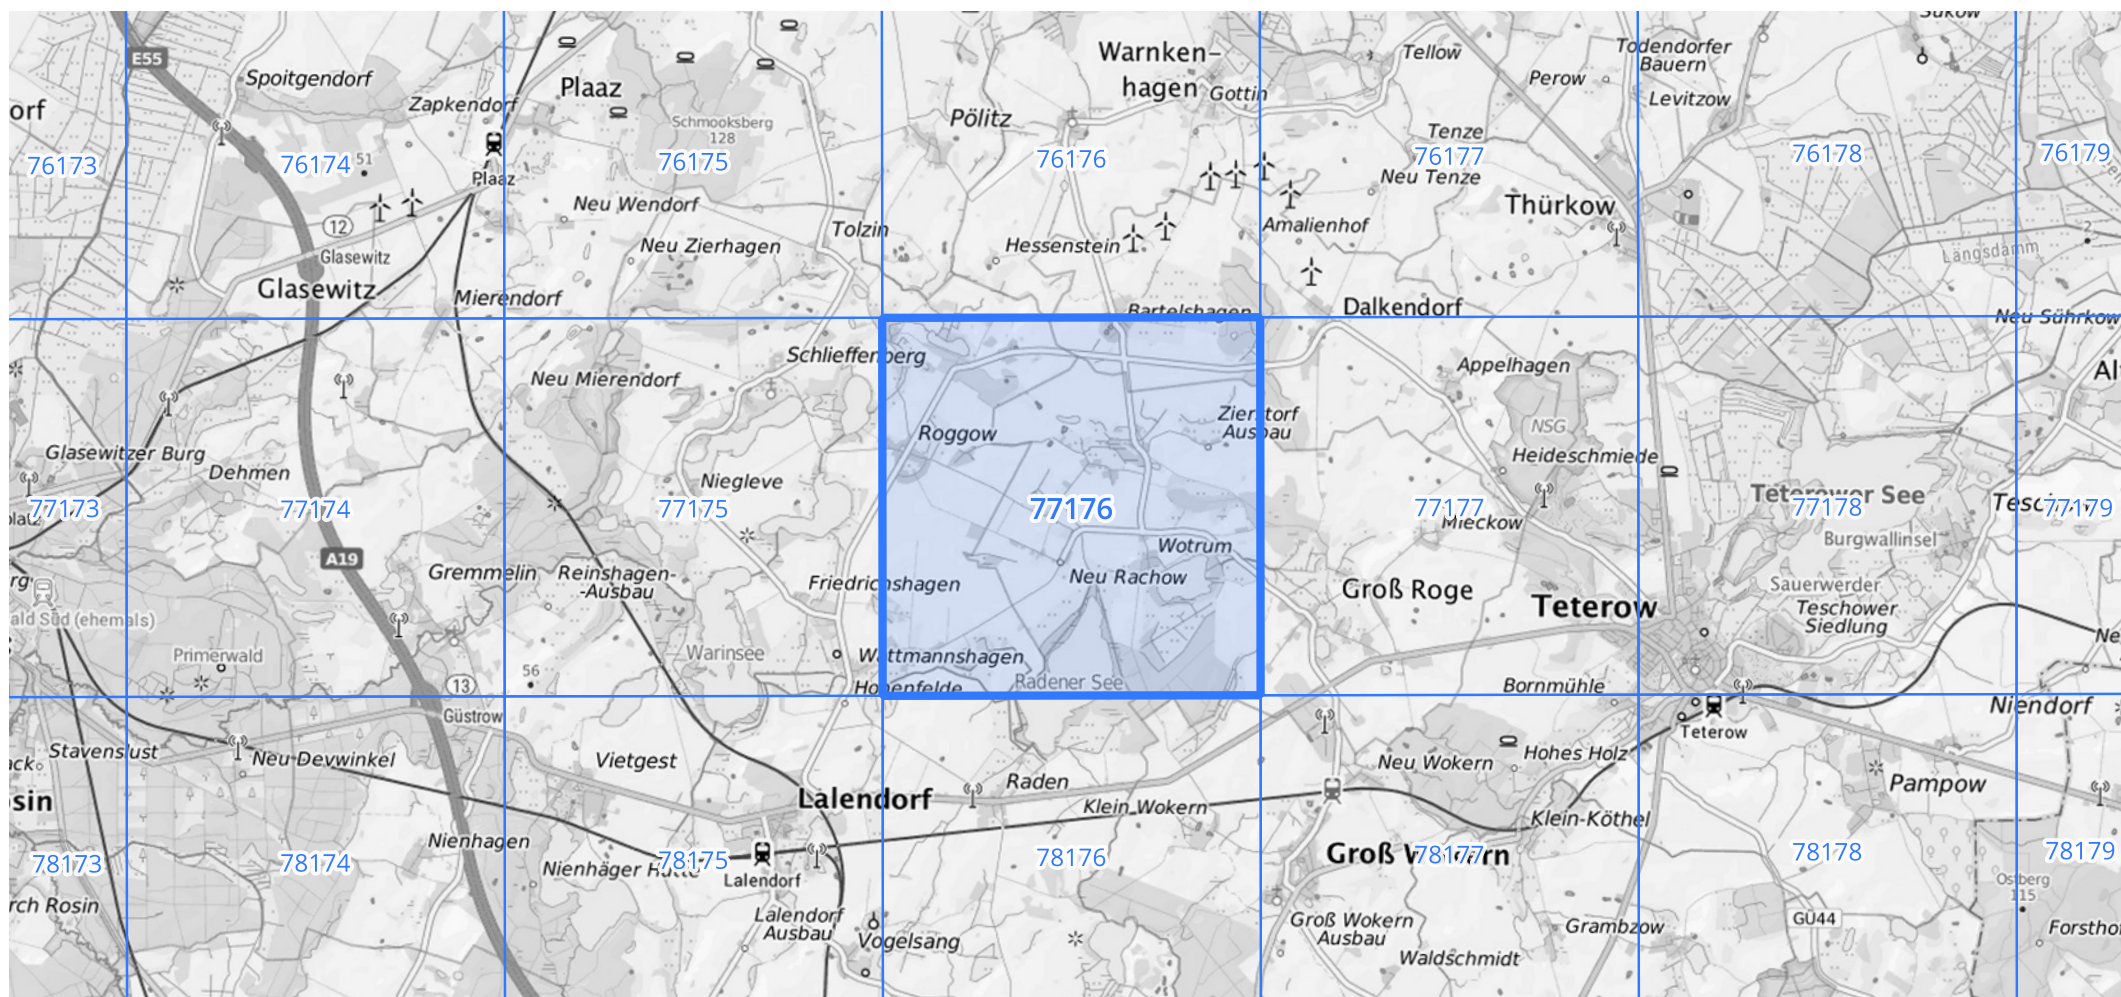 Sukow
E55
Spoitgendorf
Zapkendorf
Plaaz
Schmooksberg
128
Pölitz
Warnken-
hagen
Gottin
Tellow
Perow
Todendorfer
Bauern
Levitzow
orf
76173
76174
51
Plaaz
76175
76176
Tenze
76177
Neu Tenze
76178
76179
12
Glasewitz
Neu Wendorf
Neu Zierhagen
Tolzin
Hessenstein
Amalienhof
Thürkow
Längsdamm
2
Glasewitz
Mierendorf
Bartelshagen
Dalkendorf
Neu Sührkow
Schlieffenberg
Neu Mierendorf
Appelhagen
Al
Roggow
Zierstorf
Ausbau
NSG
Heideschmiede
Glasewitzer Burg
Dehmen
Niegleve
Teterower See
77173
77174
77175
77176
77177
77178
77179
Mieckow
Burgwallinsel
A19
Wotrum
Gremmelin
Reinshagen-
-Ausbau
Friedrichshagen
Neu Rachow
Groß Roge
Teterow
Sauerwerder
Teschower
Siedlung
rg
ald Süd (ehemals)
Primerwald
56
Warinsee
Wattmannshagen
Radener See
Hohenfelde
13
Bornmühle
Güstrow
Niendorf
Teterow
Stavenslust
Neu Devwinkel
Vietgest
Lalendorf
Raden
Klein Wokern
Neu Wokern
Hohes Holz
Pampow
Klein-Köthel
osin
Nienhagen
78173
78174
78175
Lalendorf
78176
78177
78178
78179
Ostberg
115
rch Rosin
Lalendorf
Ausbau
Vogelsang
Groß Wokern
Ausbau
Waldschmidt
Grambzow
GÜ44
Forsthof